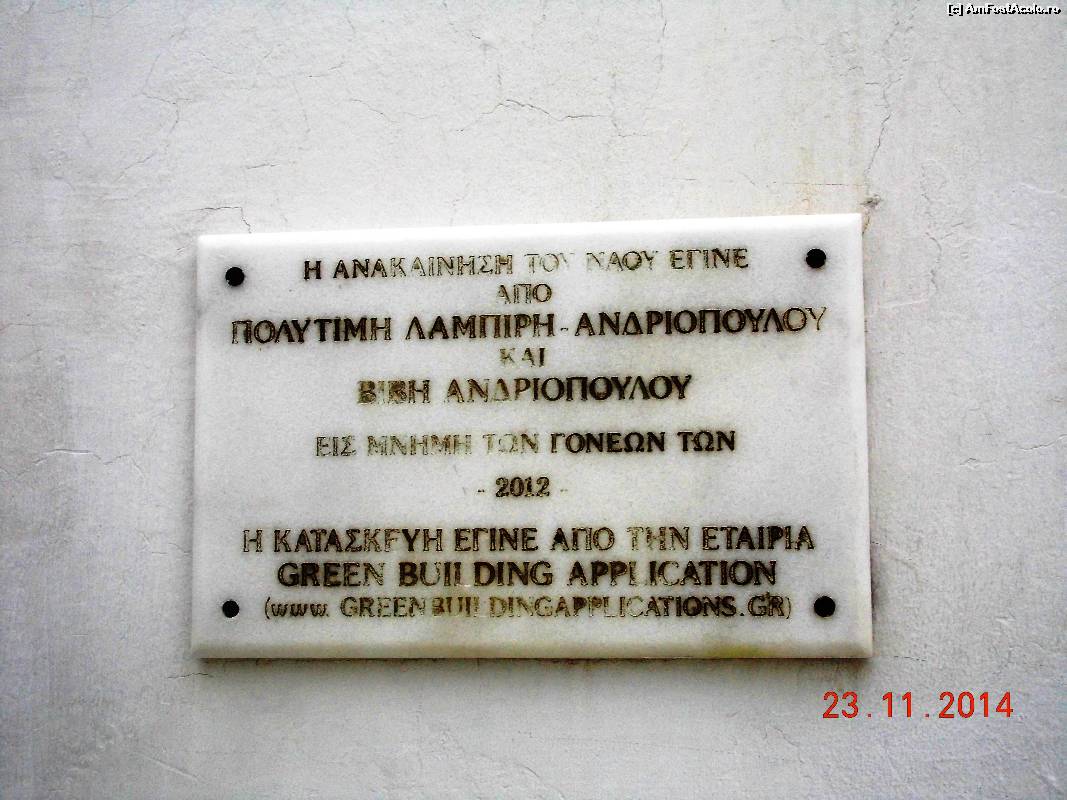 [c] AmFostAcolo.ro
Η ΑΝΑΚΑΙΝΗΣΗ ΤΟΥ ΝΑΟΥ ΕΓΙΝΕ
ΑΠΟ
ΠΟΛΥΤΙΜΗ ΛΑΜΠΙΡΗ - ΑΝΔΡΙΟΠΟΥΛΟΥ
ΚΑΙ
ΒΙΒΗ ΑΝΔΡΙΟΠΟΥΛΟΥ
ΕΙΣ ΜΝΗΜΗ ΤΩΝ ΓΟΝΕΩΝ ΤΩΝ
- 2012 -
Η ΚΑΤΑΣΚΕΥΗ ΕΓΙΝΕ ΑΠΟ ΤΗΝ ΕΤΑΙΡΙΑ
GREEN BUILDING APPLICATION
(www. GREENBUILDINGAPPLICATIONS.GR)
23.11.2014